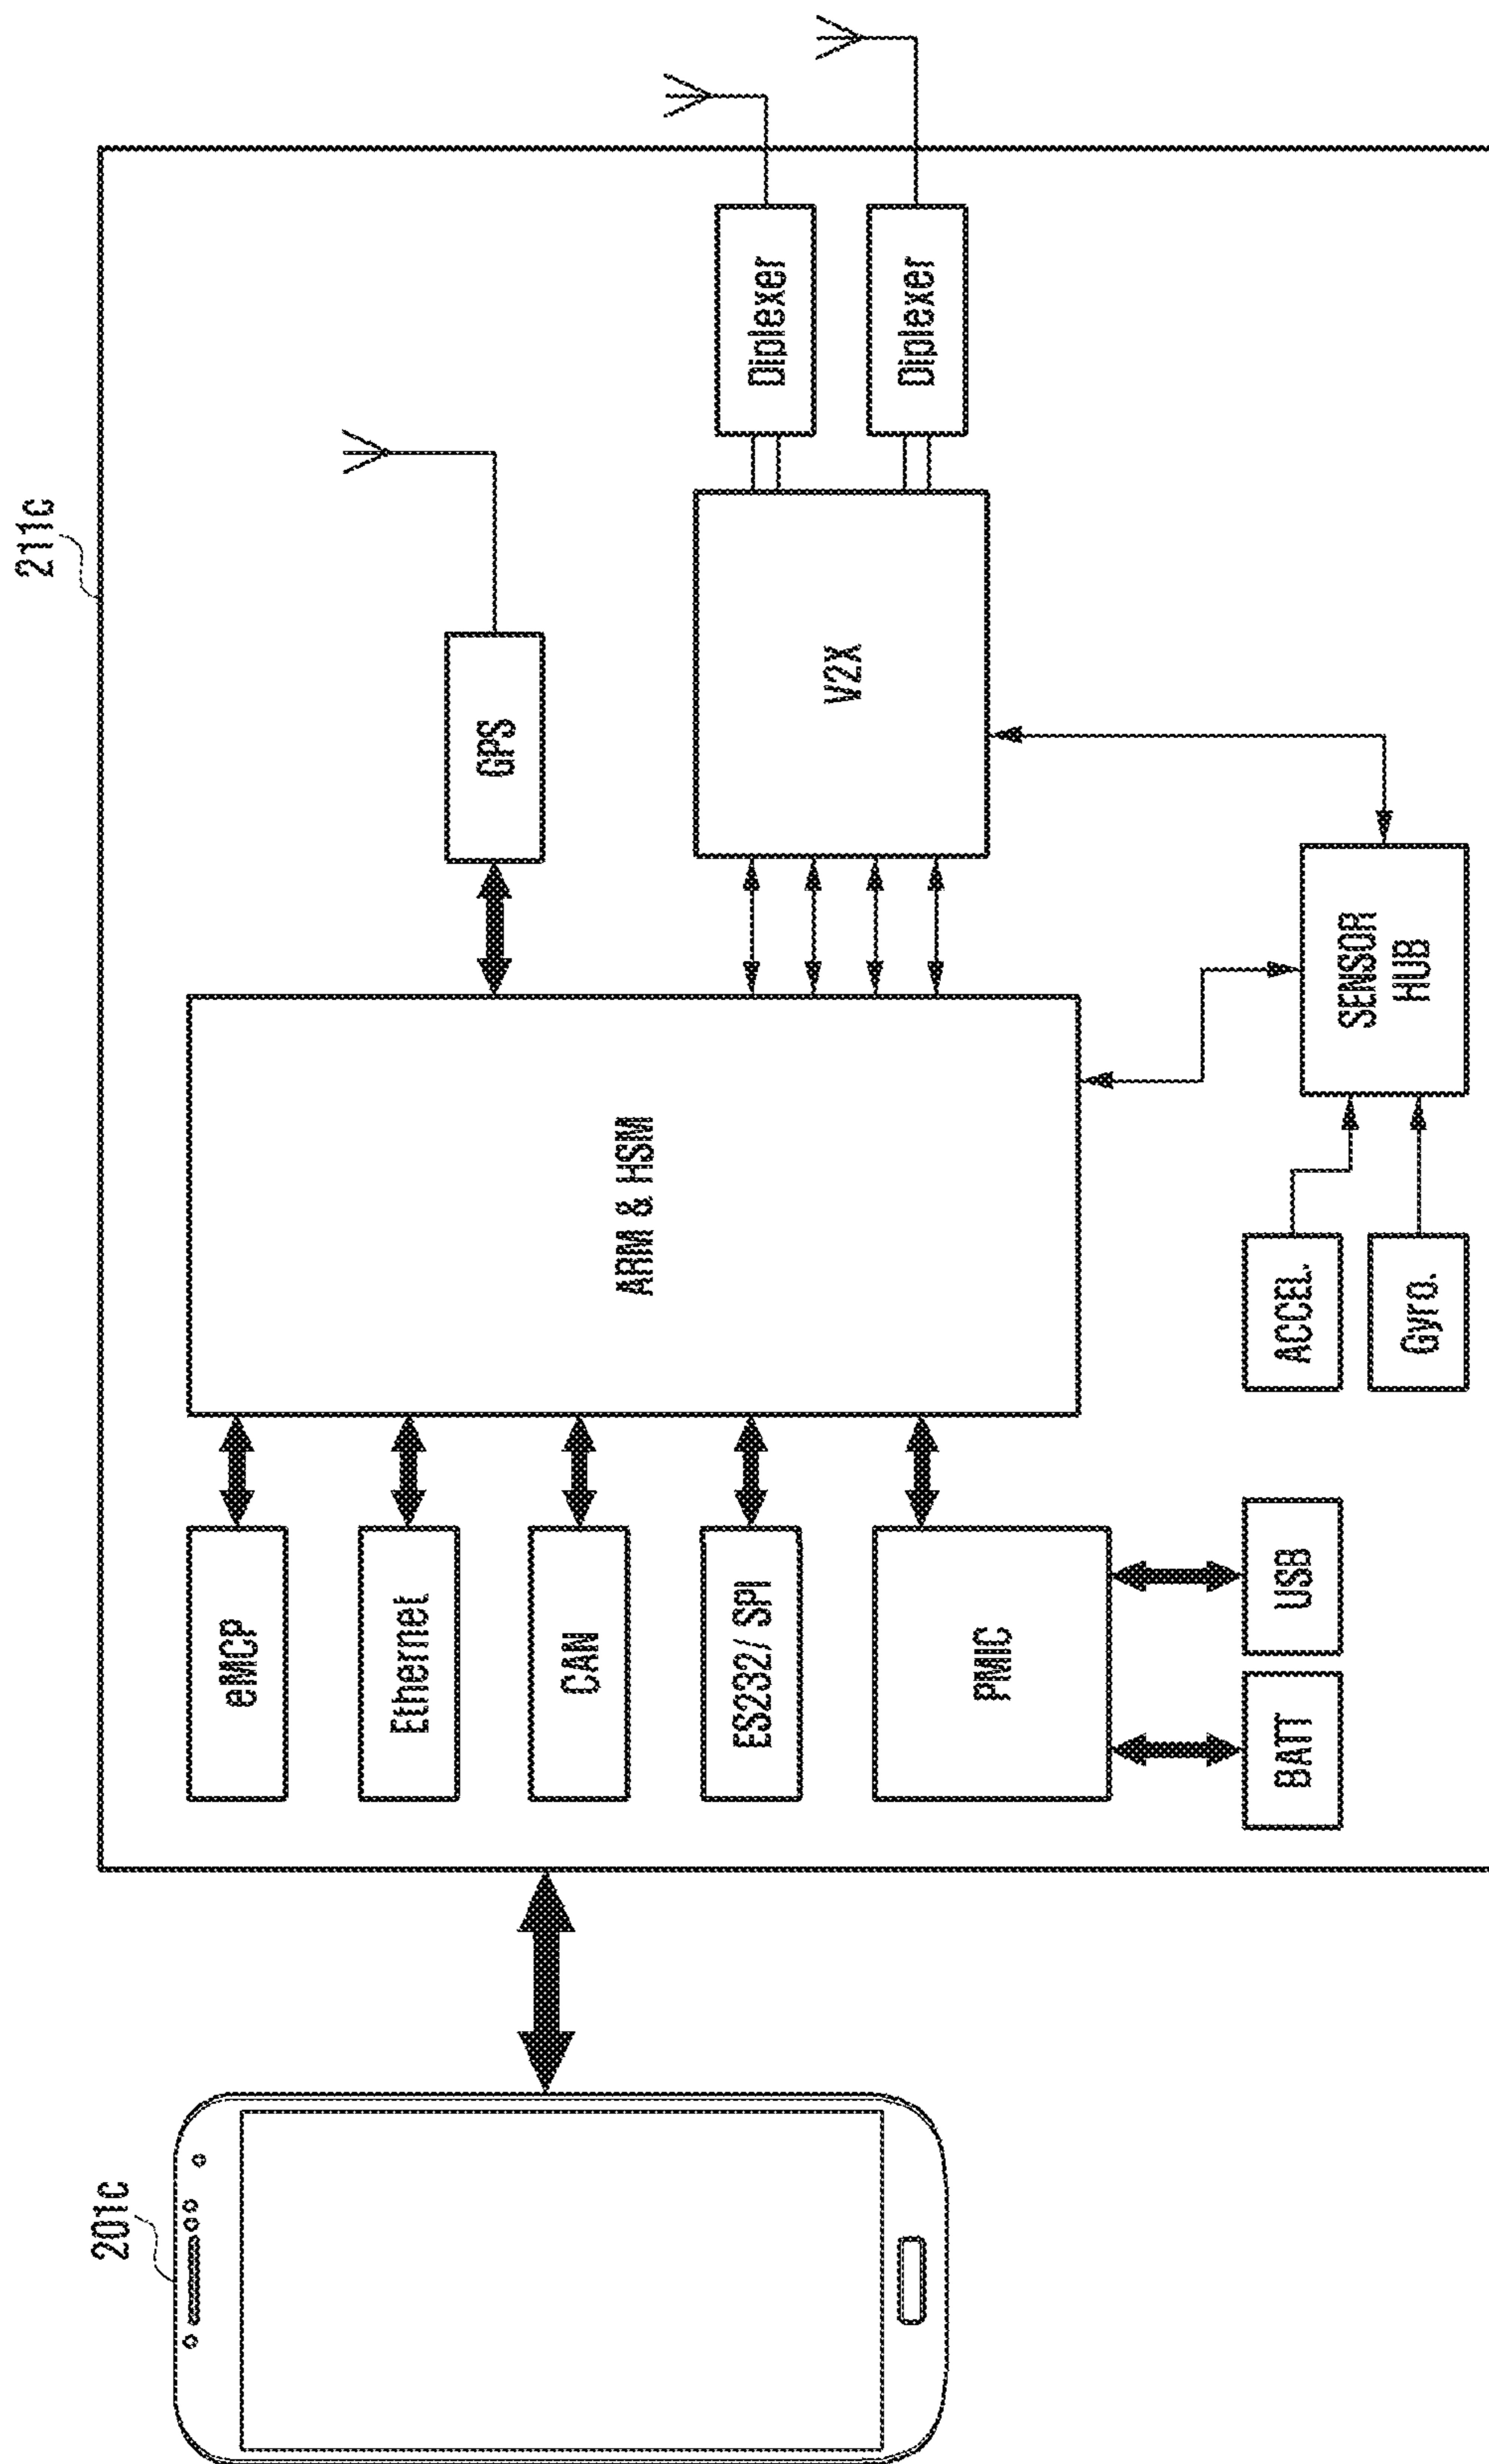 201c
211c
eMCP
Ethernet
CAN
ES232/ SPI
PMIC
BATT
USB
ARM & HSM
GPS
V2X
Diplexer
Diplexer
ACCEL.
Gyro.
SENSOR
HUB